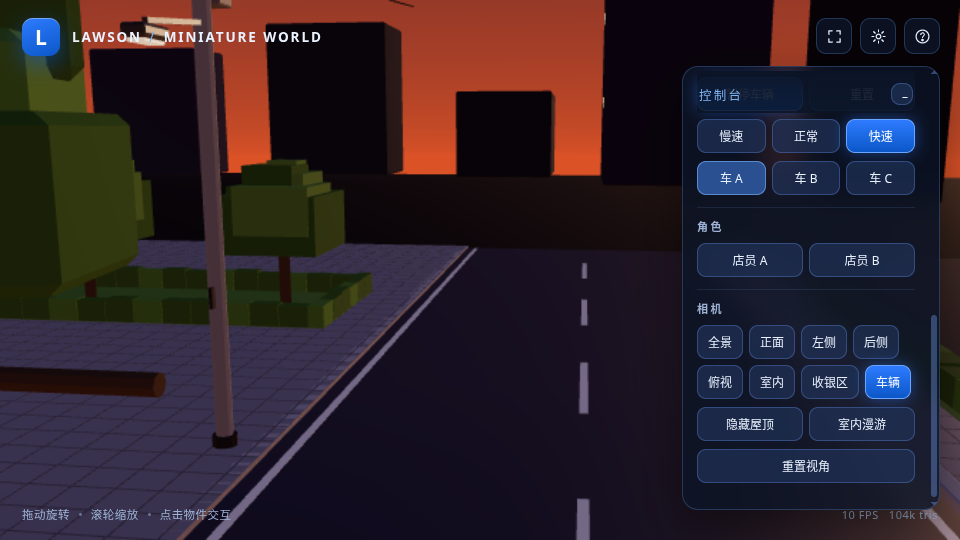 L LAWSON / MINIATURE WORLD
控制台
重置
慢速 正常 快速
车 A 车 B 车 C
角色
店员 A 店员 B
相机
全景 正面 左侧 后侧
俯视 室内 收银区 车辆
隐藏屋顶 室内漫游
重置视角
拖动旋转 • 滚轮缩放 • 点击物件交互
10 FPS 104k tris